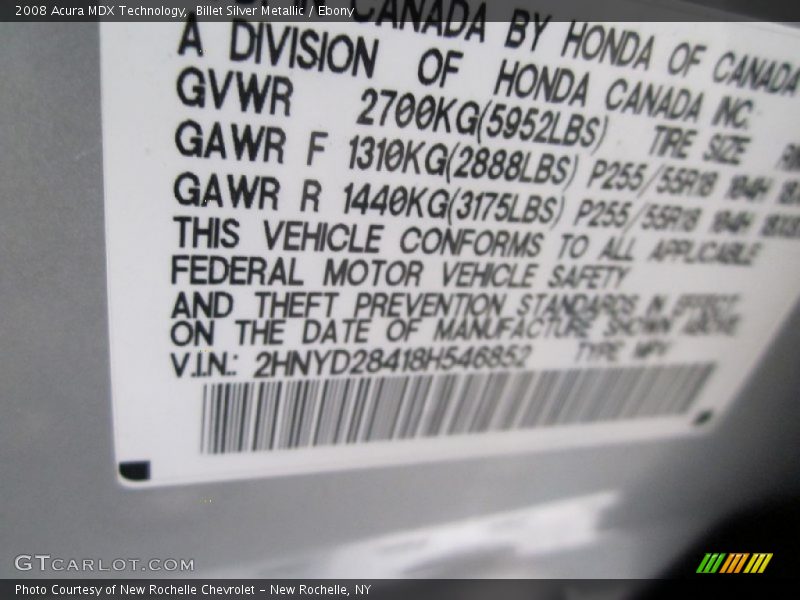 2008 Acura MDX Technology, Billet Silver Metallic / Ebony
CANADA BY HONDA OF CANADA
A DIVISION OF HONDA CANADA INC.
GVWR 2700KG(5952LBS) TIRE SIZE
GAWR F 1310KG(2888LBS) P255/55R18 104H
GAWR R 1440KG(3175LBS) P255/55R18 104H
THIS VEHICLE CONFORMS TO ALL APPLICABLE
FEDERAL MOTOR VEHICLE SAFETY
AND THEFT PREVENTION STANDARDS IN EFFECT
ON THE DATE OF MANUFACTURE SHOWN ABOVE
V.I.N.: 2HNYD28418H546852 TYPE MPV
GTCARLOT.COM
Photo Courtesy of New Rochelle Chevrolet - New Rochelle, NY